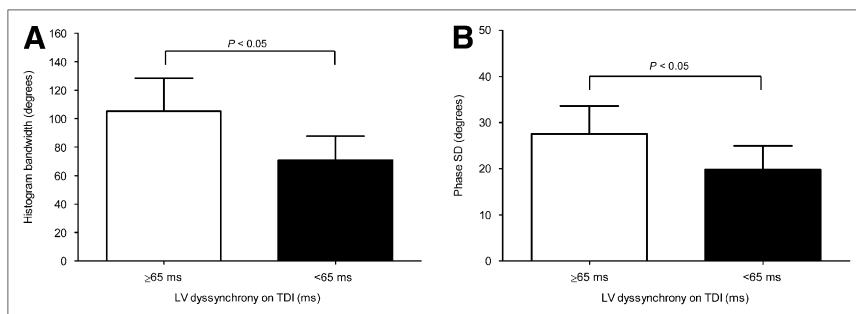 A
Histogram bandwidth (degrees)
160
140
120
100
80
60
40
20
0
P < 0.05
≥65 ms
<65 ms
LV dyssynchrony on TDI (ms)
B
Phase SD (degrees)
50
40
30
20
10
0
P < 0.05
≥65 ms
<65 ms
LV dyssynchrony on TDI (ms)